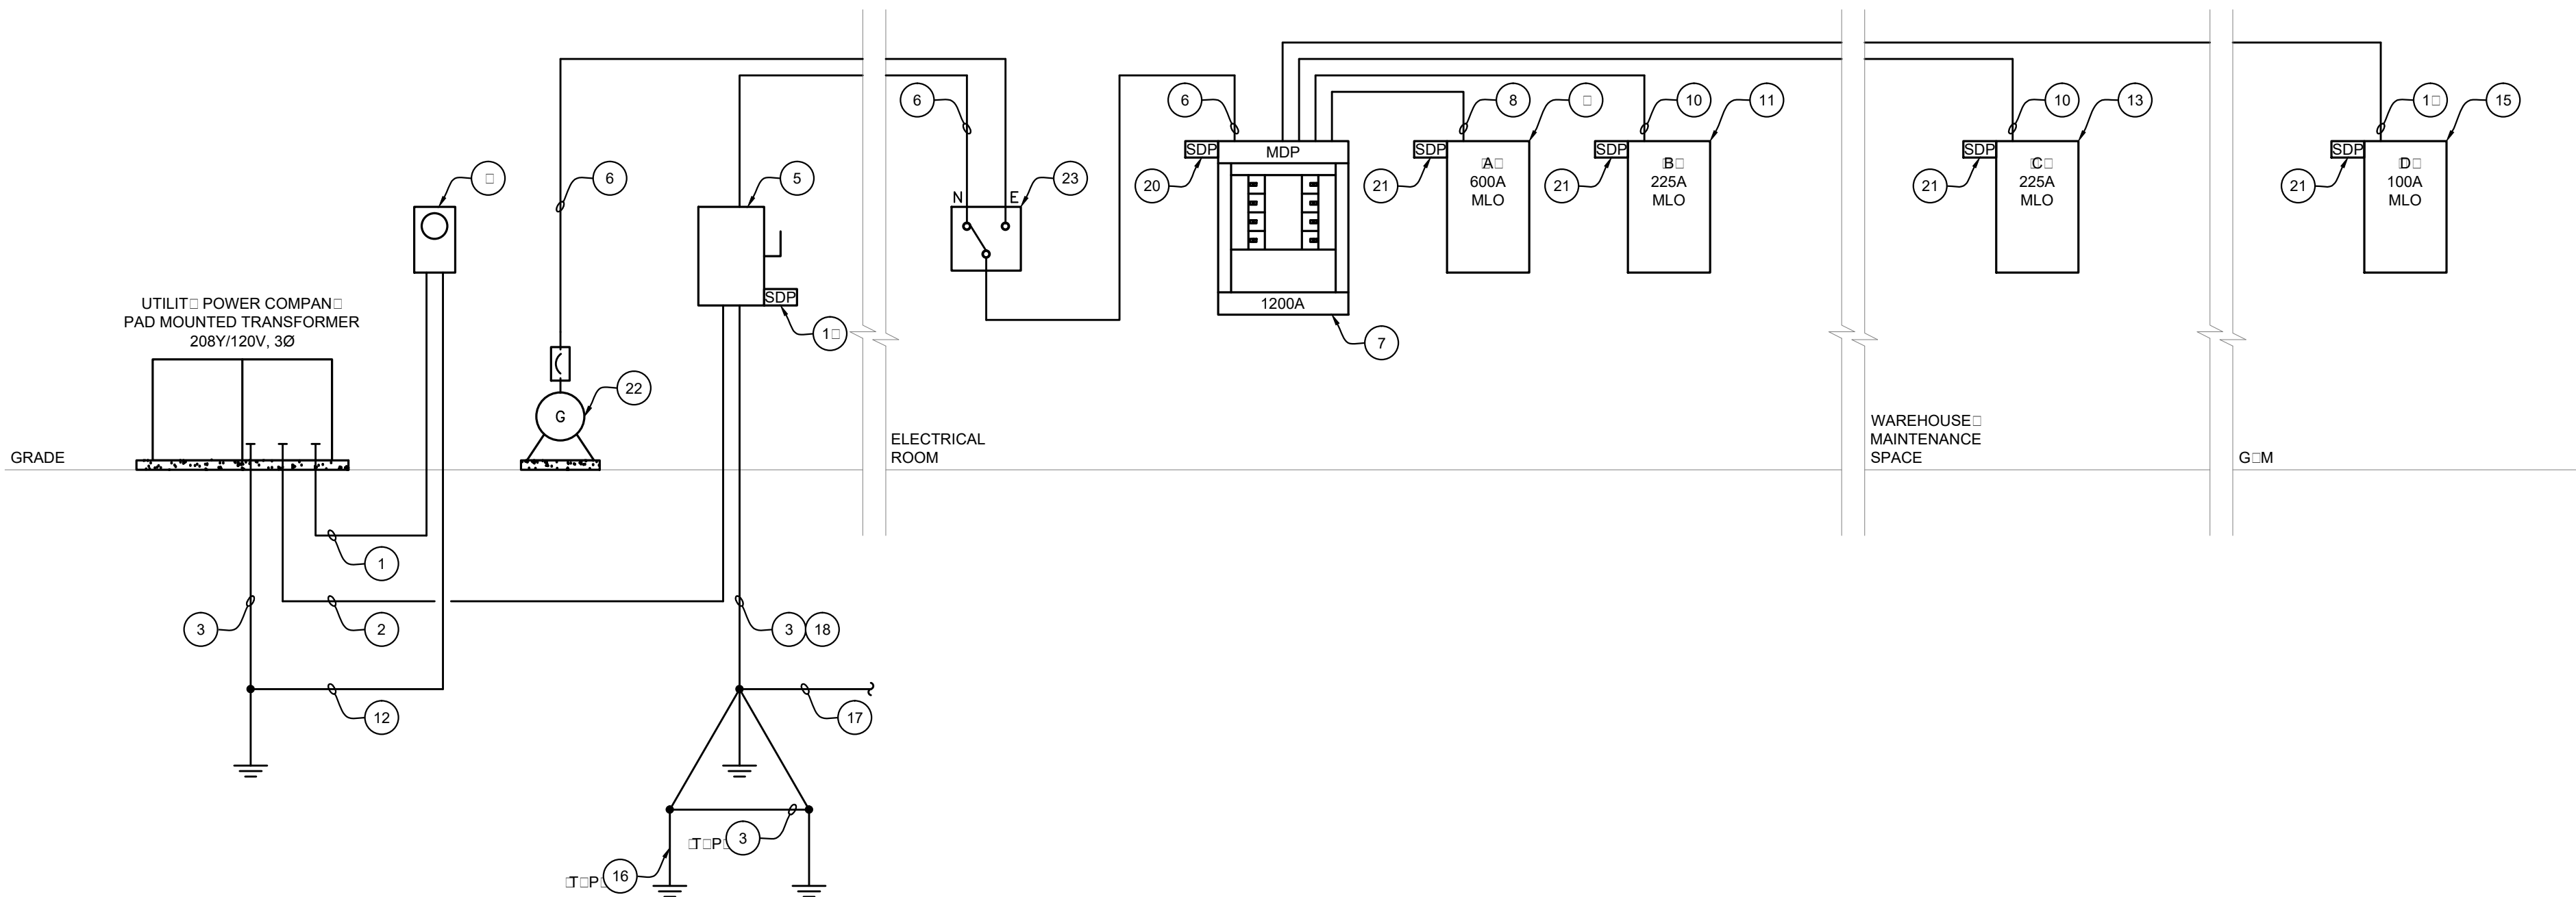 UTILIT□ POWER COMPAN□
PAD MOUNTED TRANSFORMER
208Y/120V, 3Ø
GRADE
1
2
3
12
6
G
22
5
SDP
3
18
17
3
16
ELECTRICAL
ROOM
6
N
E
23
6
SDP
20
MDP
1200A
7
8
SDP
21
A
600A
MLO
10
11
SDP
21
B
225A
MLO
WAREHOUSE□
MAINTENANCE
SPACE
10
13
SDP
21
C
225A
MLO
G□M
15
SDP
21
D
100A
MLO